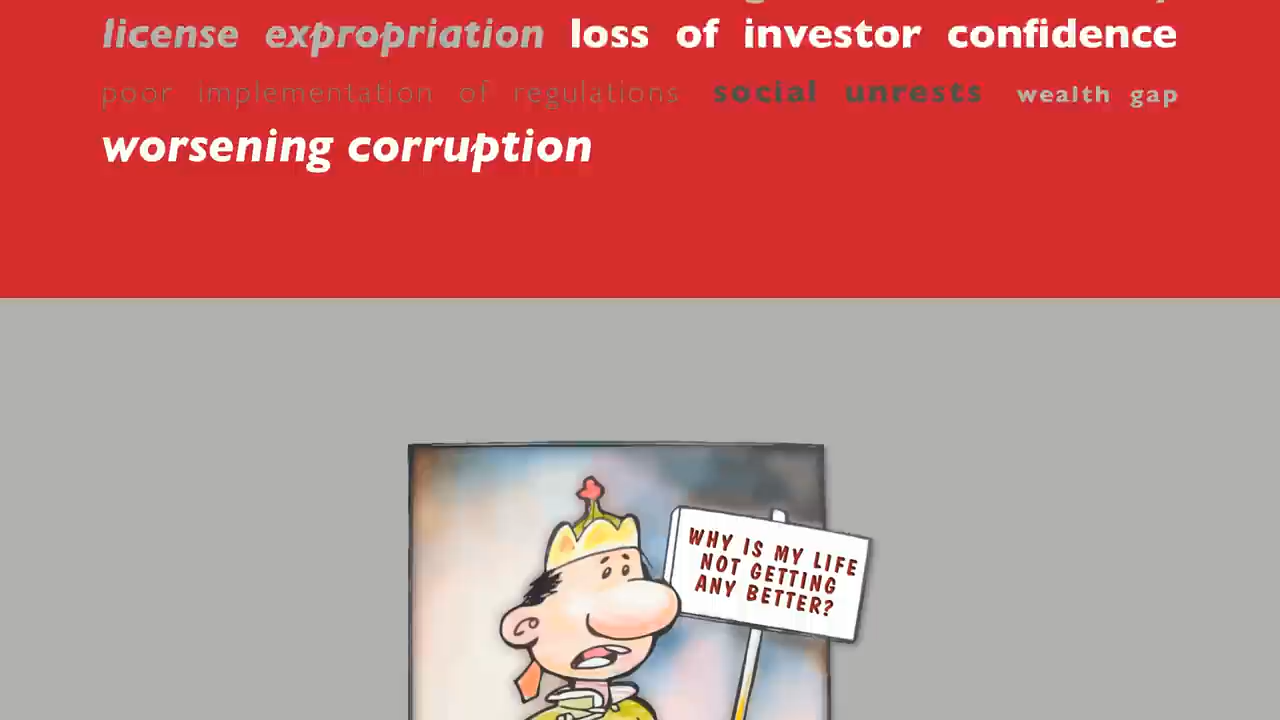 license expropriation loss of investor confidence
poor implementation of regulations social unrests wealth gap
worsening corruption
WHY IS MY LIFE
NOT GETTING
ANY BETTER?